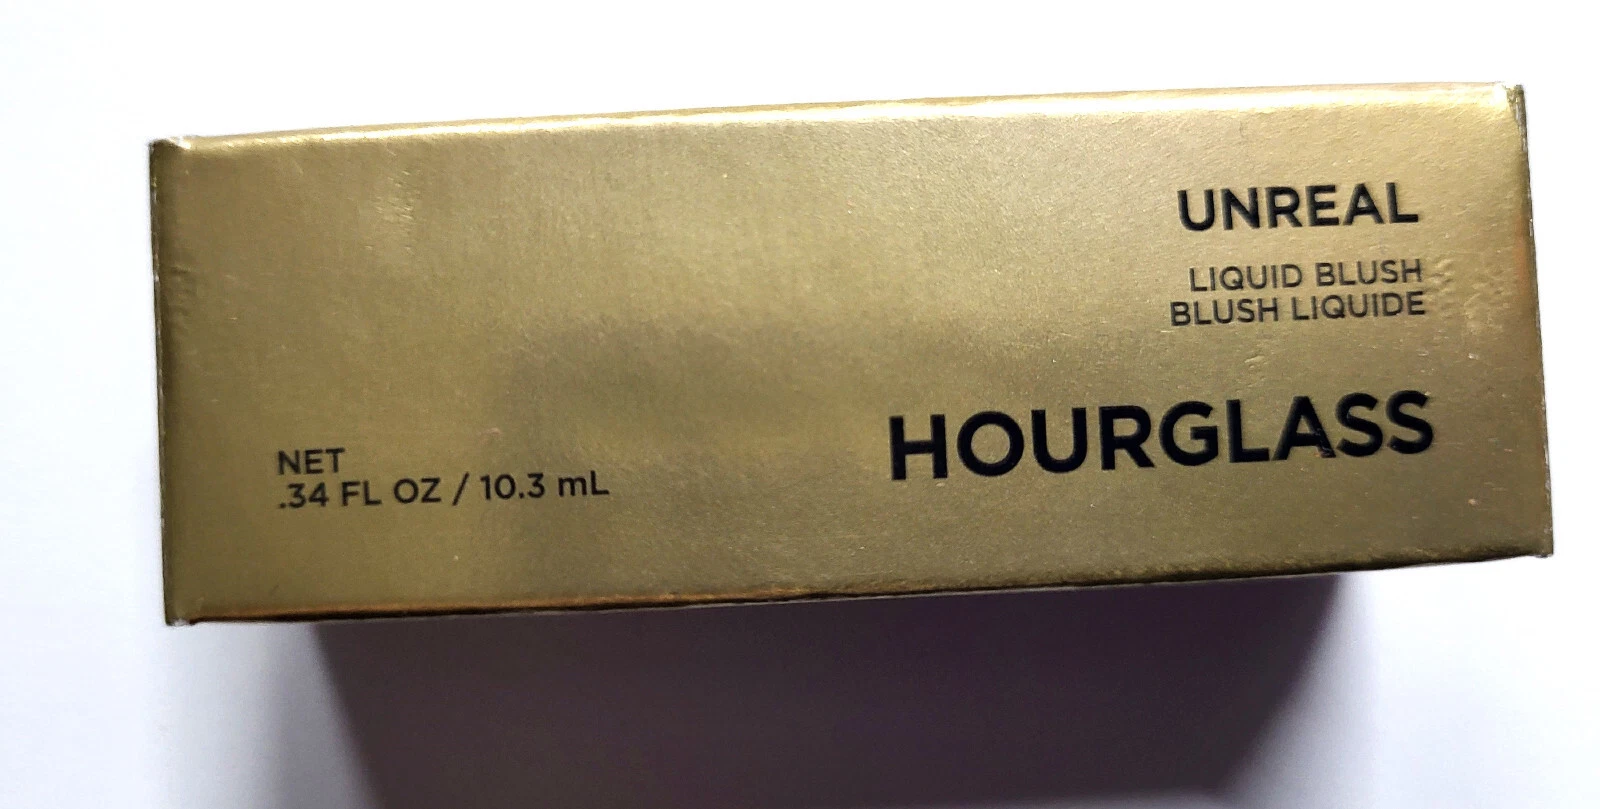 UNREAL
LIQUID BLUSH
BLUSH LIQUIDE
HOURGLASS
NET
.34 FL OZ / 10.3 mL